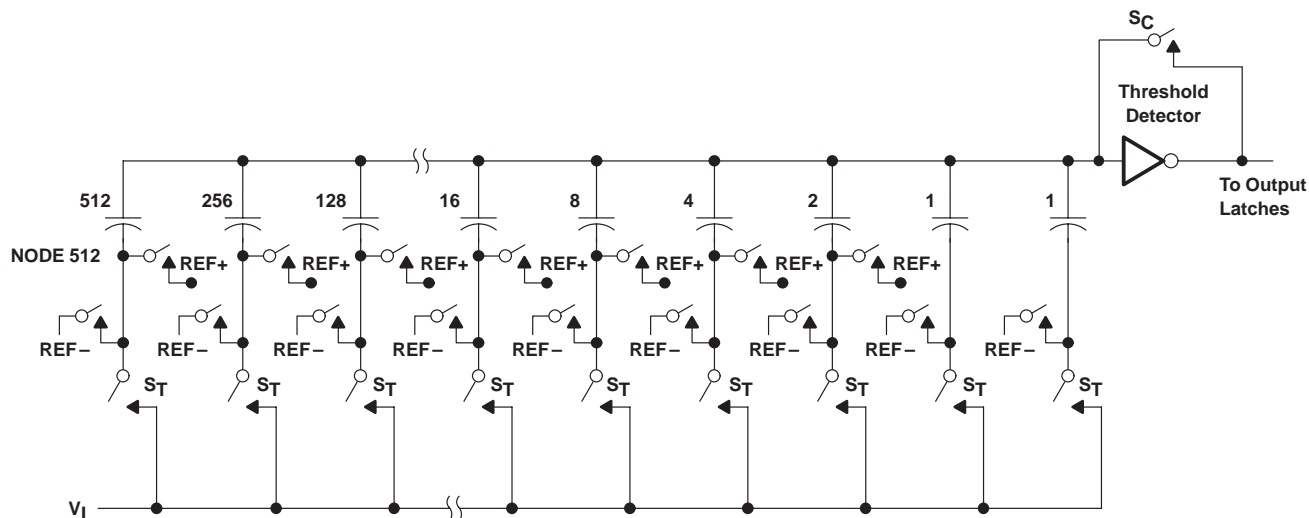 SC
Threshold
Detector
To Output
Latches
512 256 128 16 8 4 2 1 1
NODE 512 REF+ REF+ REF+ REF+ REF+ REF+ REF+
REF− REF− REF− REF− REF− REF− REF− REF− REF−
ST ST ST ST ST ST ST ST ST
VI